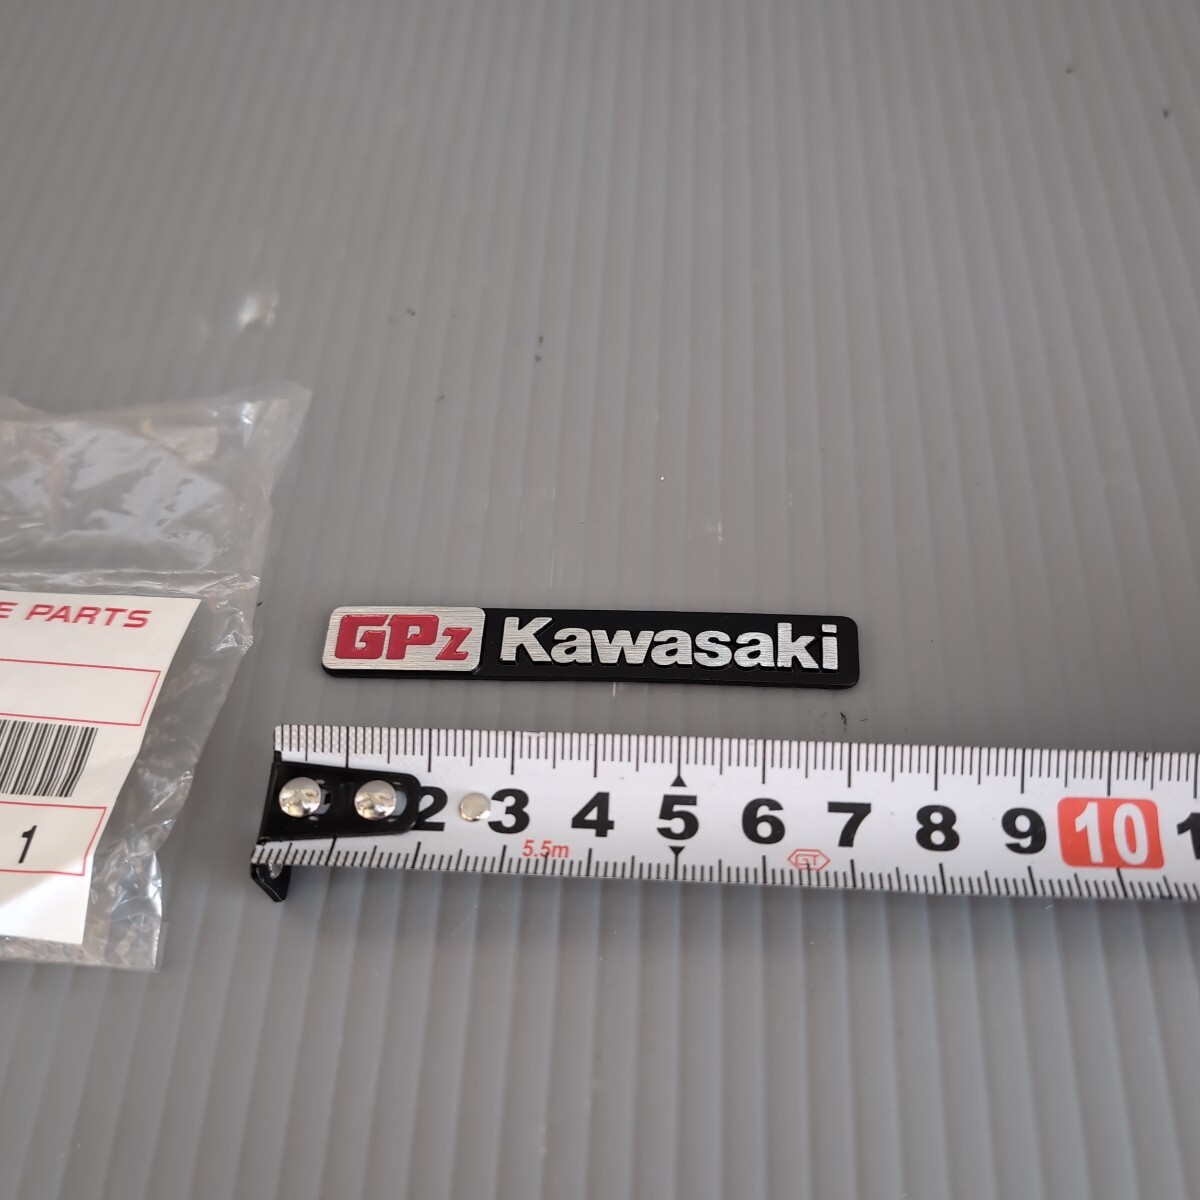 E PARTS
1
GPz Kawasaki
2 3 4 5 6 7 8 9 10 1
5.5m
GT